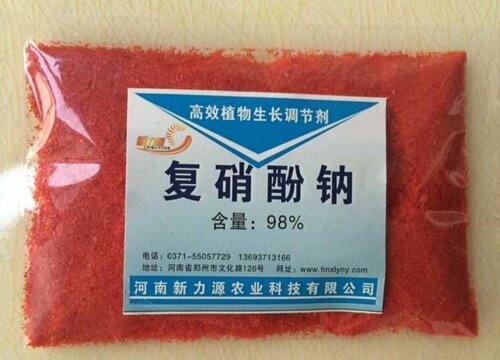 高效植物生长调节剂
XINLIYUAN
复硝酚钠
含量：98%
电话：0371-55057729 13693713166
地址：河南省郑州市文化路126号 网址：www.hnxlyny.com
河南新力源农业科技有限公司